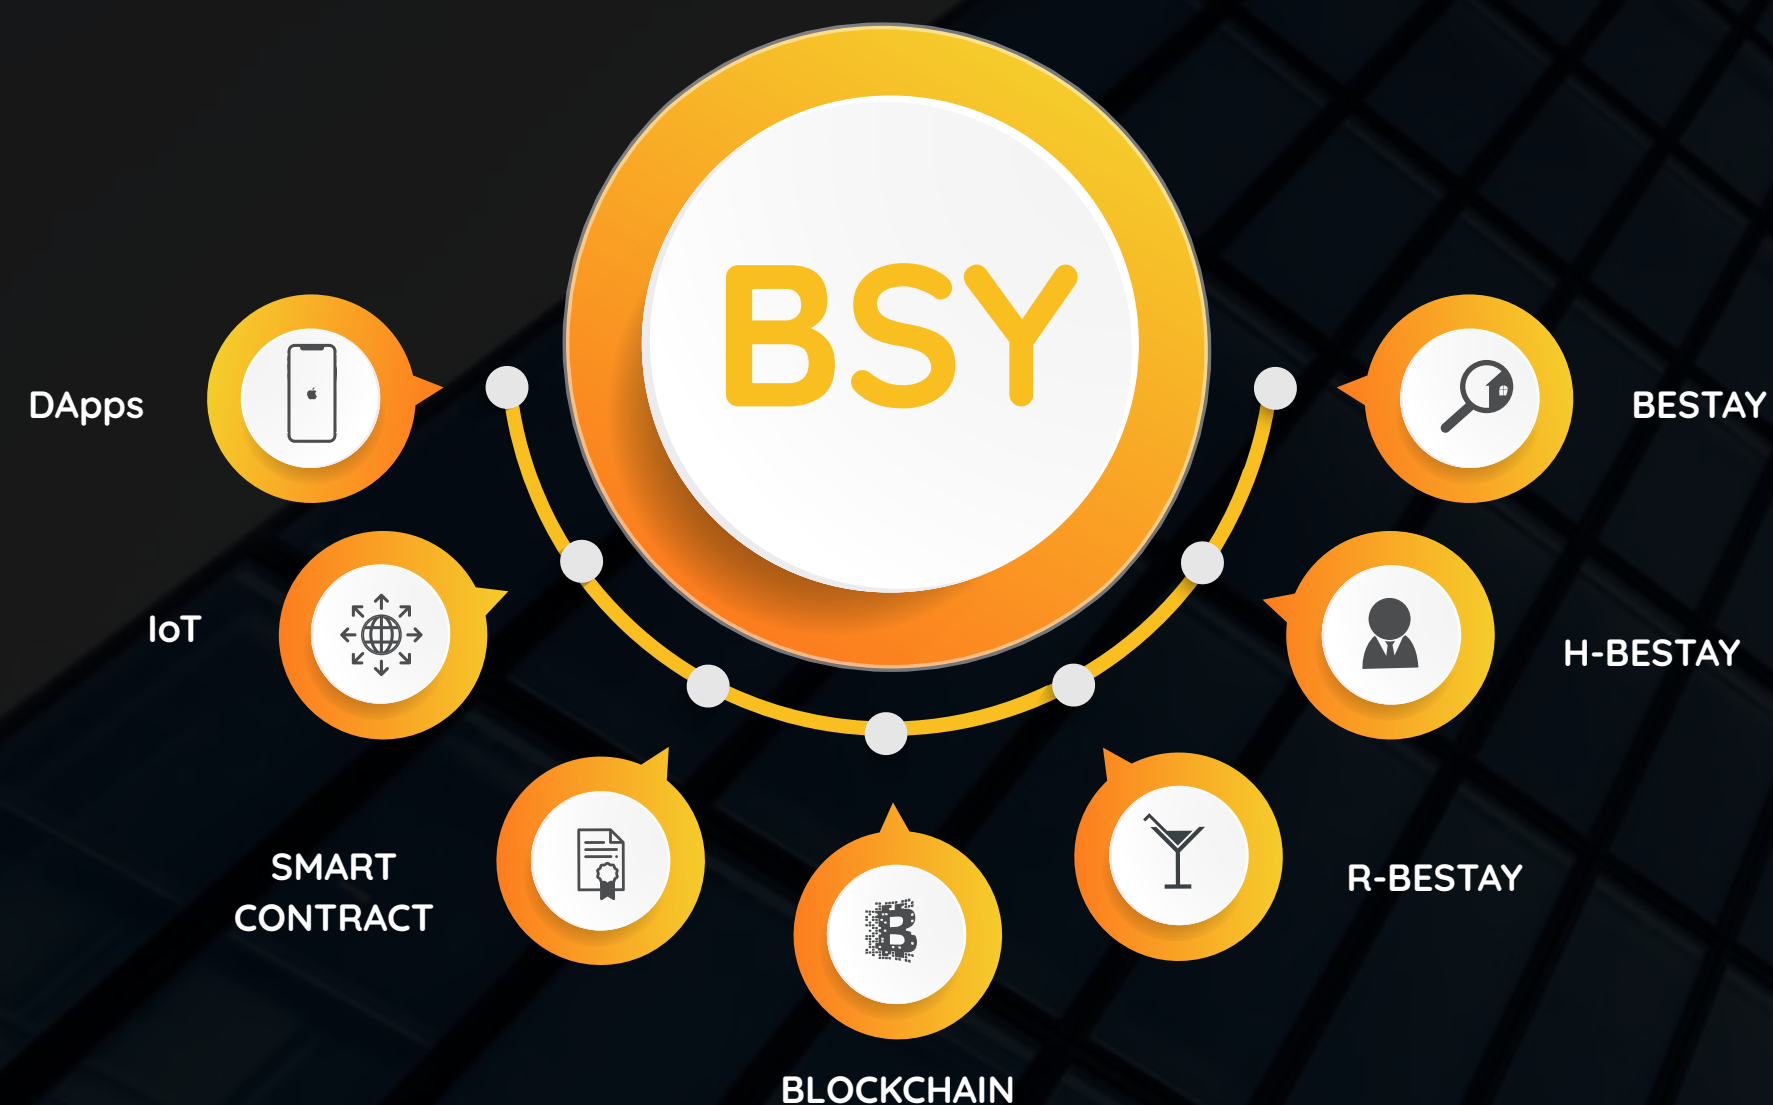 BSY
DApps
BESTAY
IoT
H-BESTAY
SMART
CONTRACT
R-BESTAY
BLOCKCHAIN